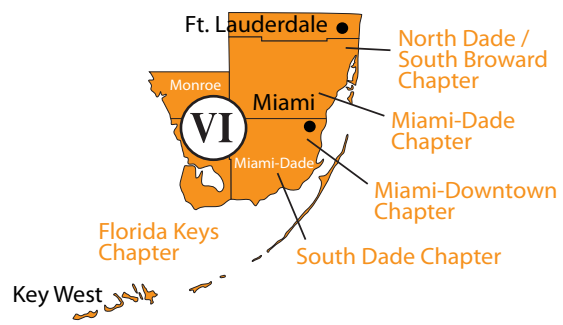 Ft. Lauderdale
North Dade /
South Broward
Chapter
Monroe
Miami
VI
Miami-Dade
Chapter
Miami-Dade
Miami-Downtown
Chapter
Florida Keys
Chapter
South Dade Chapter
Key West